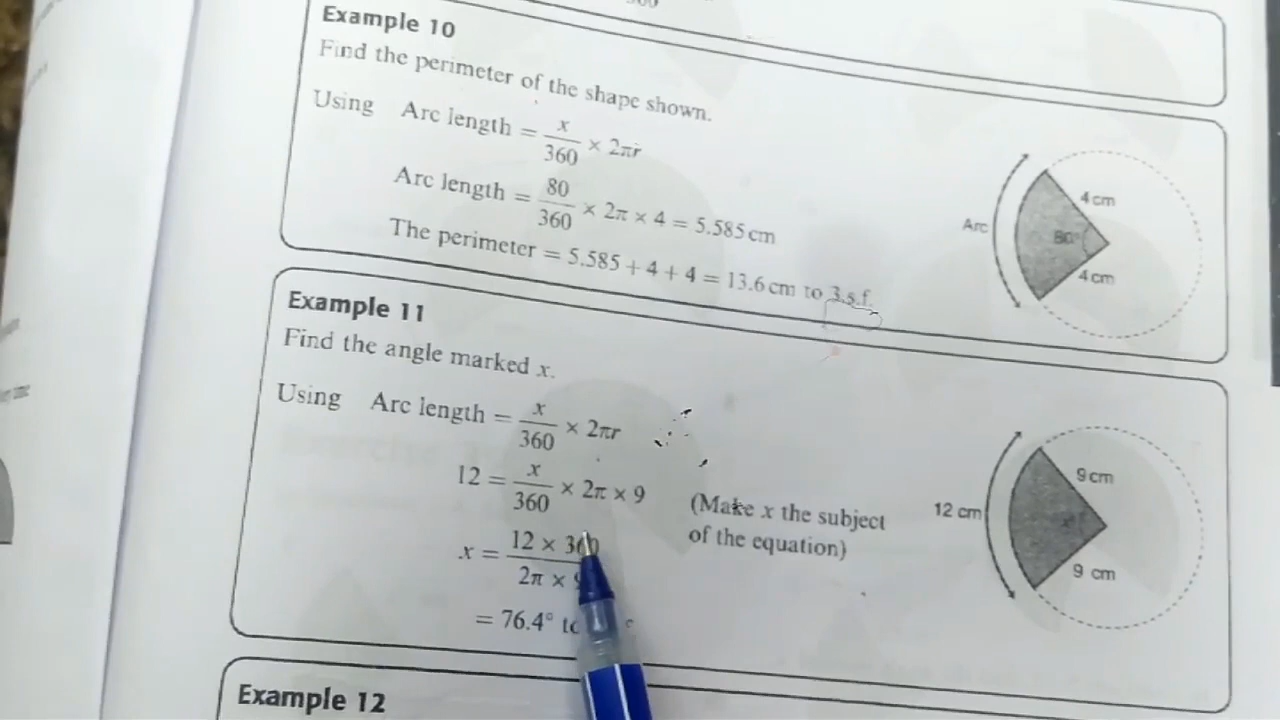 Example 10
Find the perimeter of the shape shown.
Using Arc length = x/360 × 2πr
Arc length = 80/360 × 2π × 4 = 5.585 cm
The perimeter = 5.585 + 4 + 4 = 13.6 cm to 3 s.f.
Arc
4 cm
80°
4 cm
Example 11
Find the angle marked x.
Using Arc length = x/360 × 2πr
12 = x/360 × 2π × 9
(Make x the subject
of the equation)
x = 12 × 360/2π × 9
= 76.4°
12 cm
9 cm
x
9 cm
Example 12